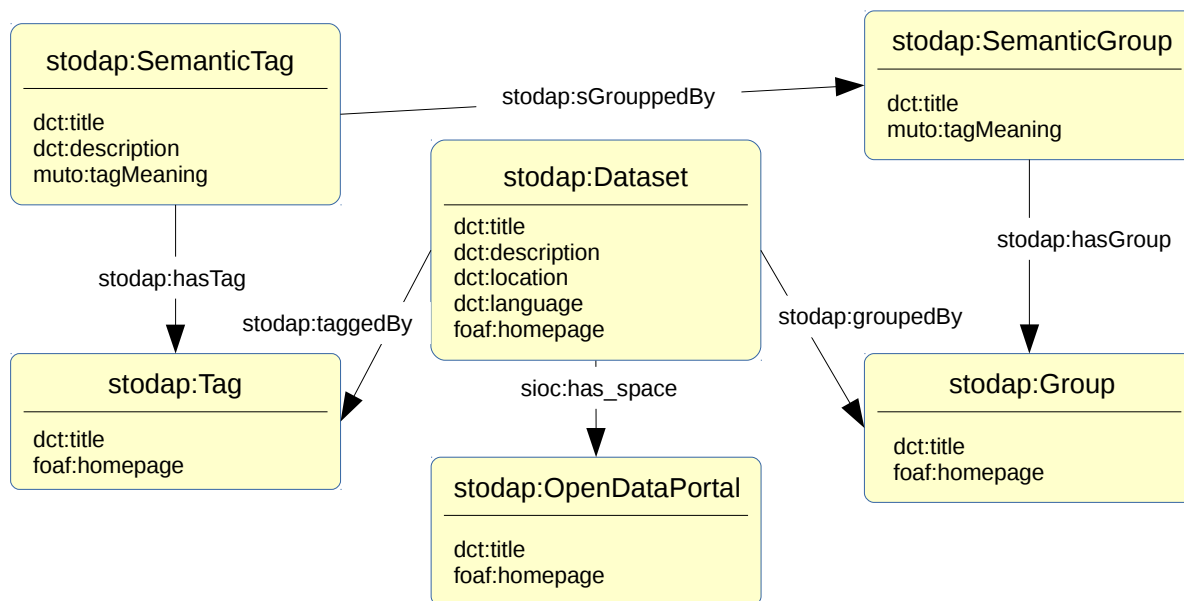 stodap:SemanticTag
dct:title
dct:description
muto:tagMeaning
stodap:sGrouppedBy
stodap:SemanticGroup
dct:title
muto:tagMeaning
stodap:Dataset
dct:title
dct:description
dct:location
dct:language
foaf:homepage
stodap:hasTag
stodap:taggedBy
stodap:groupedBy
stodap:hasGroup
stodap:Tag
dct:title
foaf:homepage
sioc:has_space
stodap:OpenDataPortal
dct:title
foaf:homepage
stodap:Group
dct:title
foaf:homepage